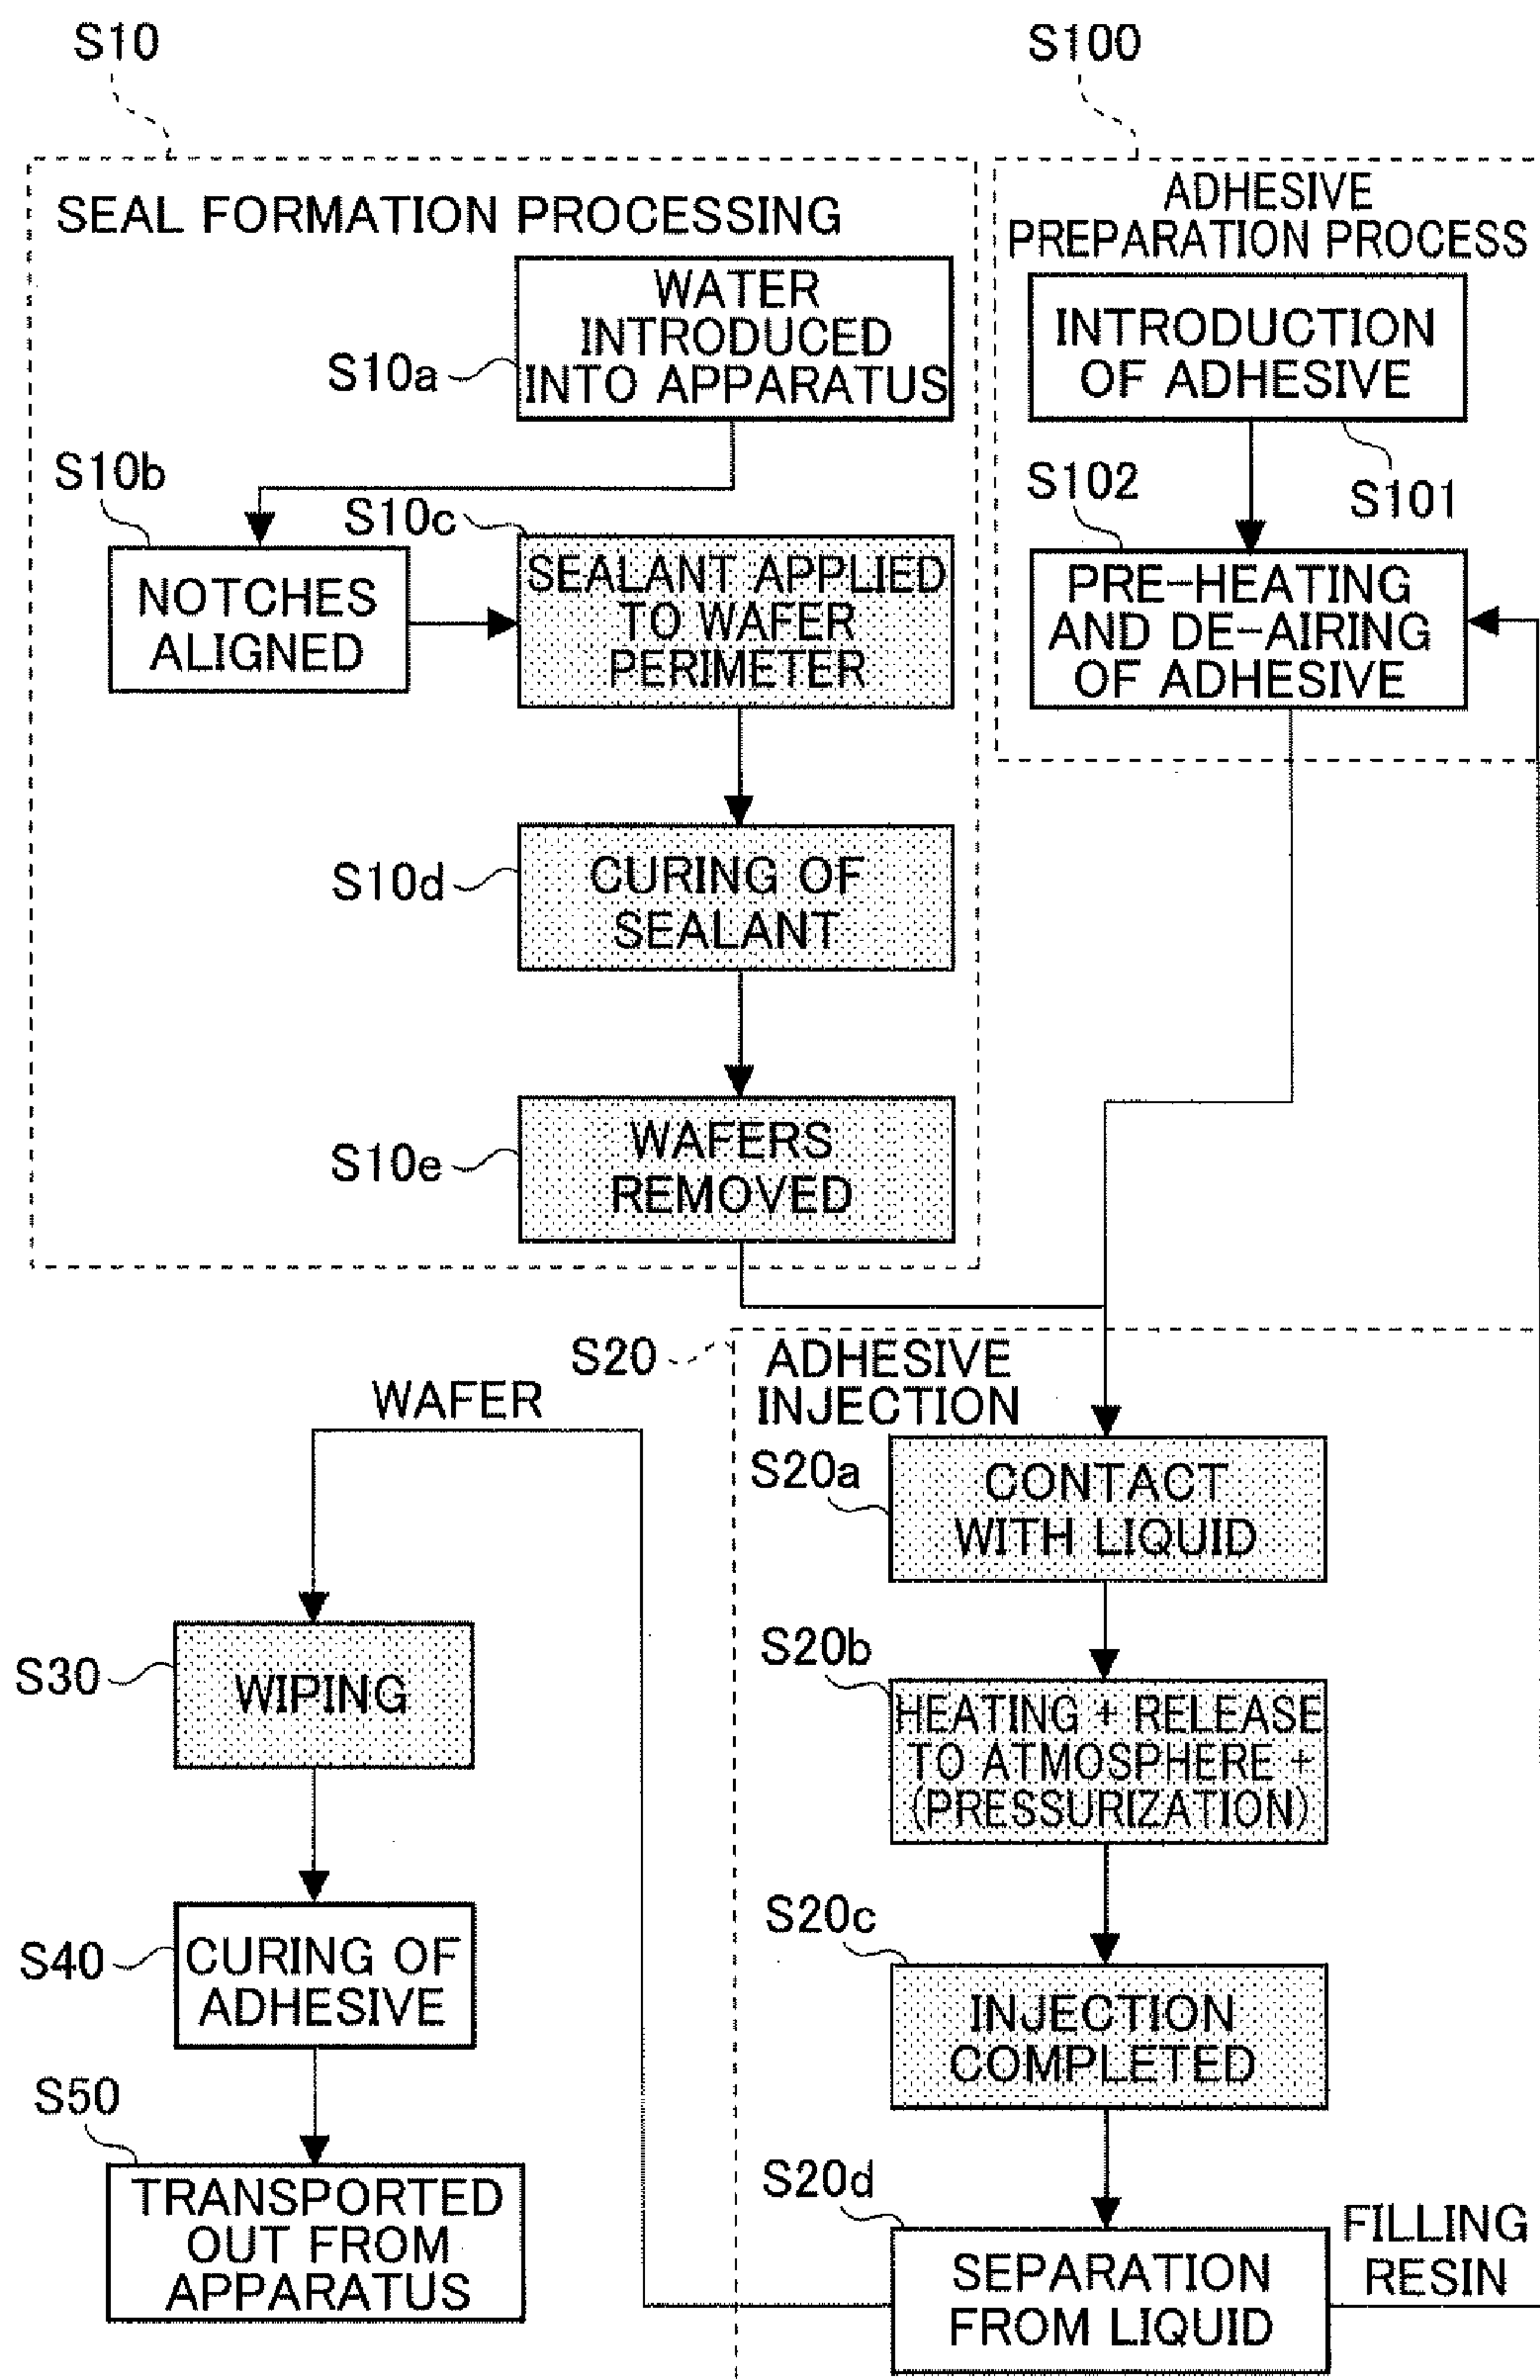 S10
S100
SEAL FORMATION PROCESSING
ADHESIVE
PREPARATION PROCESS
WATER
INTRODUCED
INTO APPARATUS
S10a
INTRODUCTION
OF ADHESIVE
S101
S10b
NOTCHES
ALIGNED
S10c
SEALANT APPLIED
TO WAFER
PERIMETER
S102
PRE-HEATING
AND DE-AIRING
OF ADHESIVE
S10d
CURING OF
SEALANT
S10e
WAFERS
REMOVED
S20
ADHESIVE
INJECTION
WAFER
S20a
CONTACT
WITH LIQUID
S20b
HEATING + RELEASE
TO ATMOSPHERE +
(PRESSURIZATION)
S30
WIPING
S20c
INJECTION
COMPLETED
S40
CURING OF
ADHESIVE
S50
TRANSPORTED
OUT FROM
APPARATUS
S20d
SEPARATION
FROM LIQUID
FILLING
RESIN